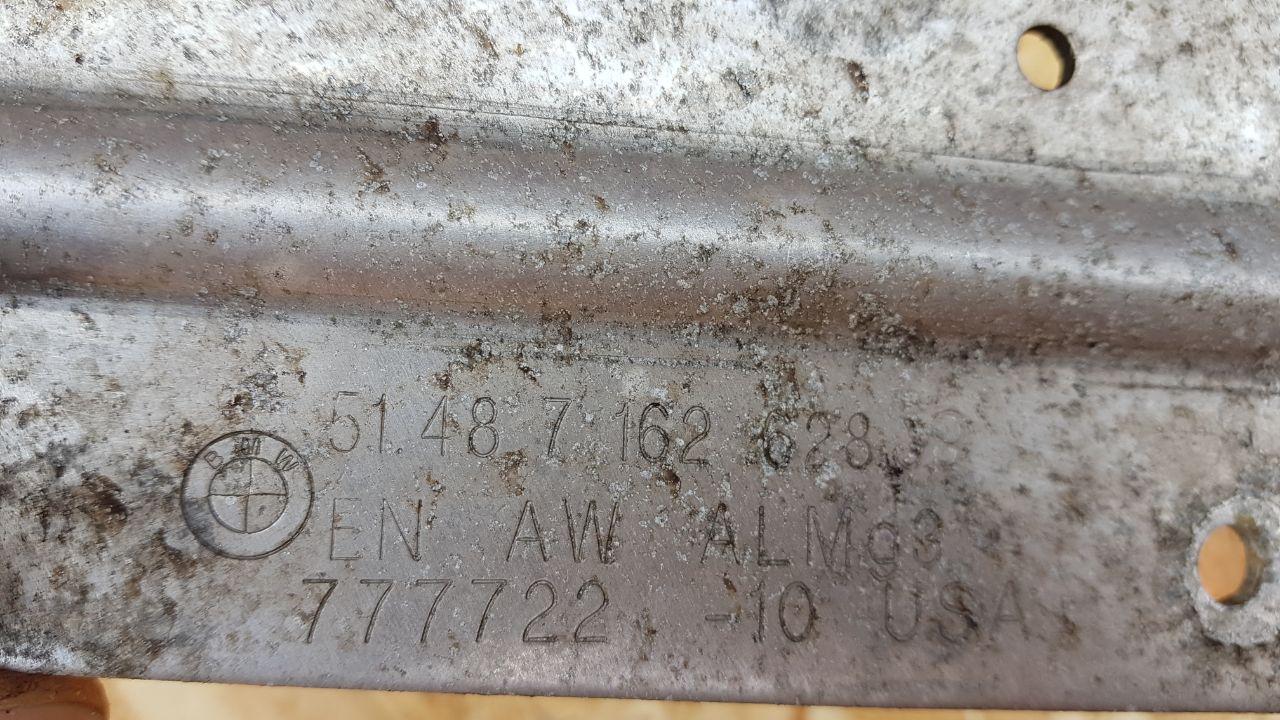 51.48 7 162 628
BMW
EN AW ALMg3
777722 -10 USA